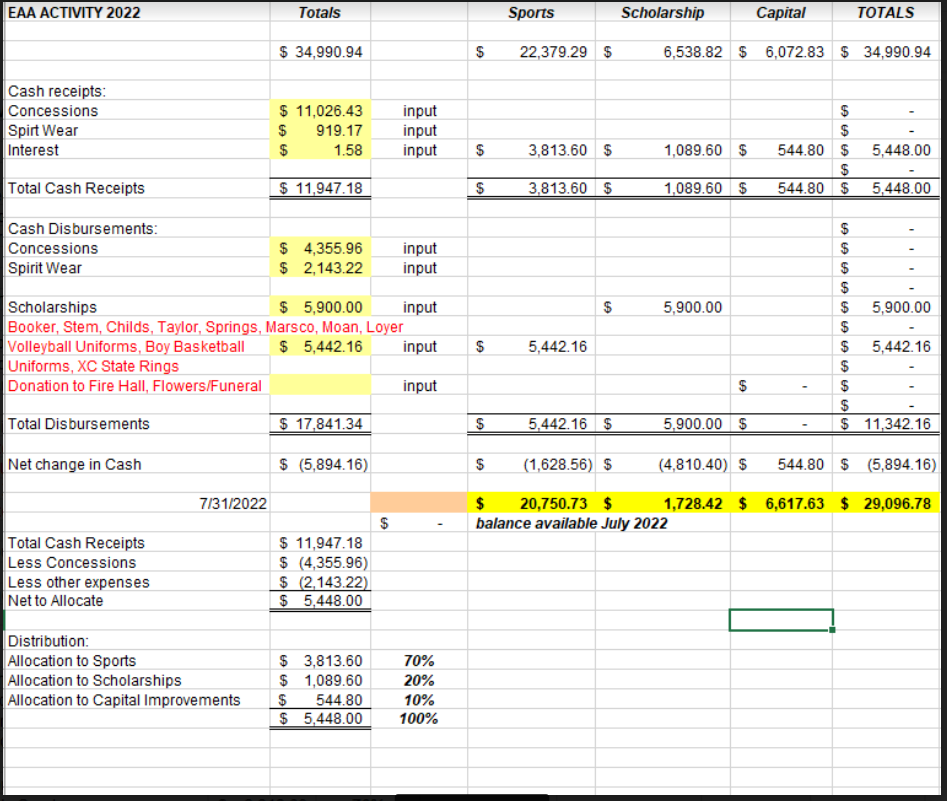 EAA ACTIVITY 2022 Totals Sports Scholarship Capital TOTALS
$ 34,990.94 $ 22,379.29 $ 6,538.82 $ 6,072.83 $ 34,990.94
Cash receipts:
Concessions $ 11,026.43 input $ -
Spirt Wear $ 919.17 input $ -
Interest $ 1.58 input $ 3,813.60 $ 1,089.60 $ 544.80 $ 5,448.00
$ -
Total Cash Receipts $ 11,947.18 $ 3,813.60 $ 1,089.60 $ 544.80 $ 5,448.00
Cash Disbursements: $ -
Concessions $ 4,355.96 input $ -
Spirit Wear $ 2,143.22 input $ -
$ -
Scholarships $ 5,900.00 input $ 5,900.00 $ 5,900.00
Booker, Stem, Childs, Taylor, Springs, Marsco, Moan, Loyer $ -
Volleyball Uniforms, Boy Basketball $ 5,442.16 input $ 5,442.16 $ 5,442.16
Uniforms, XC State Rings $ -
Donation to Fire Hall, Flowers/Funeral input $ - $ -
$ -
Total Disbursements $ 17,841.34 $ 5,442.16 $ 5,900.00 $ - $ 11,342.16
Net change in Cash $ (5,894.16) $ (1,628.56) $ (4,810.40) $ 544.80 $ (5,894.16)
7/31/2022 $ 20,750.73 $ 1,728.42 $ 6,617.63 $ 29,096.78
$ - balance available July 2022
Total Cash Receipts $ 11,947.18
Less Concessions $ (4,355.96)
Less other expenses $ (2,143.22)
Net to Allocate $ 5,448.00
Distribution:
Allocation to Sports $ 3,813.60 70%
Allocation to Scholarships $ 1,089.60 20%
Allocation to Capital Improvements $ 544.80 10%
$ 5,448.00 100%